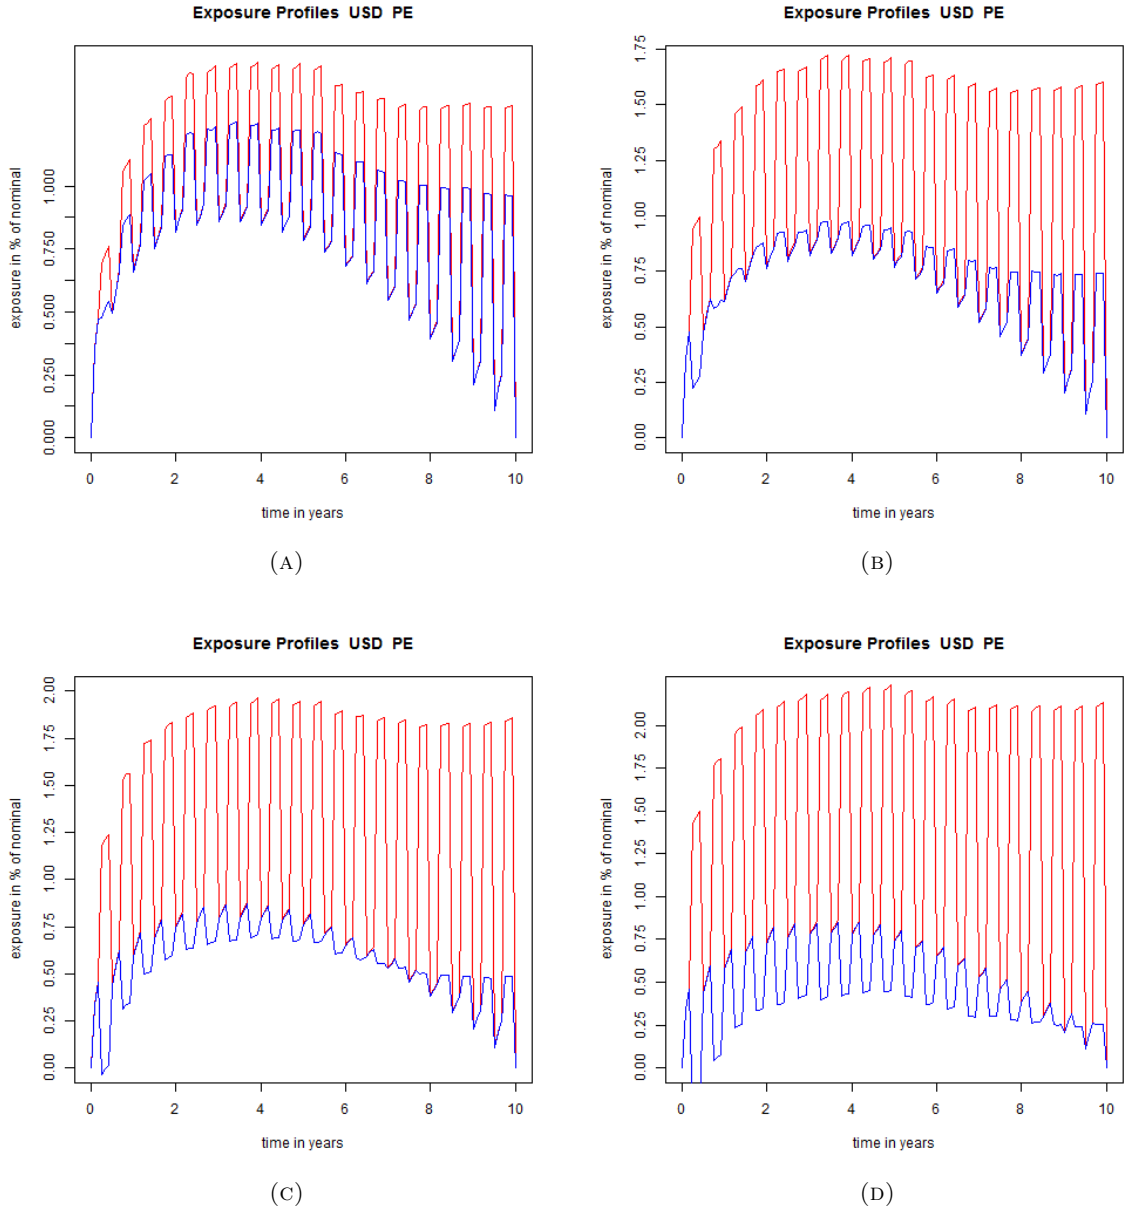 Exposure Profiles USD PE
exposure in % of nominal
1.000
0.750
0.500
0.250
0.000
0 2 4 6 8 10
time in years
(A)
Exposure Profiles USD PE
exposure in % of nominal
1.75
1.50
1.25
1.00
0.75
0.50
0.25
0.00
0 2 4 6 8 10
time in years
(B)
Exposure Profiles USD PE
exposure in % of nominal
2.00
1.75
1.50
1.25
1.00
0.75
0.50
0.25
0.00
0 2 4 6 8 10
time in years
(C)
Exposure Profiles USD PE
exposure in % of nominal
2.00
1.75
1.50
1.25
1.00
0.75
0.50
0.25
0.00
0 2 4 6 8 10
time in years
(D)